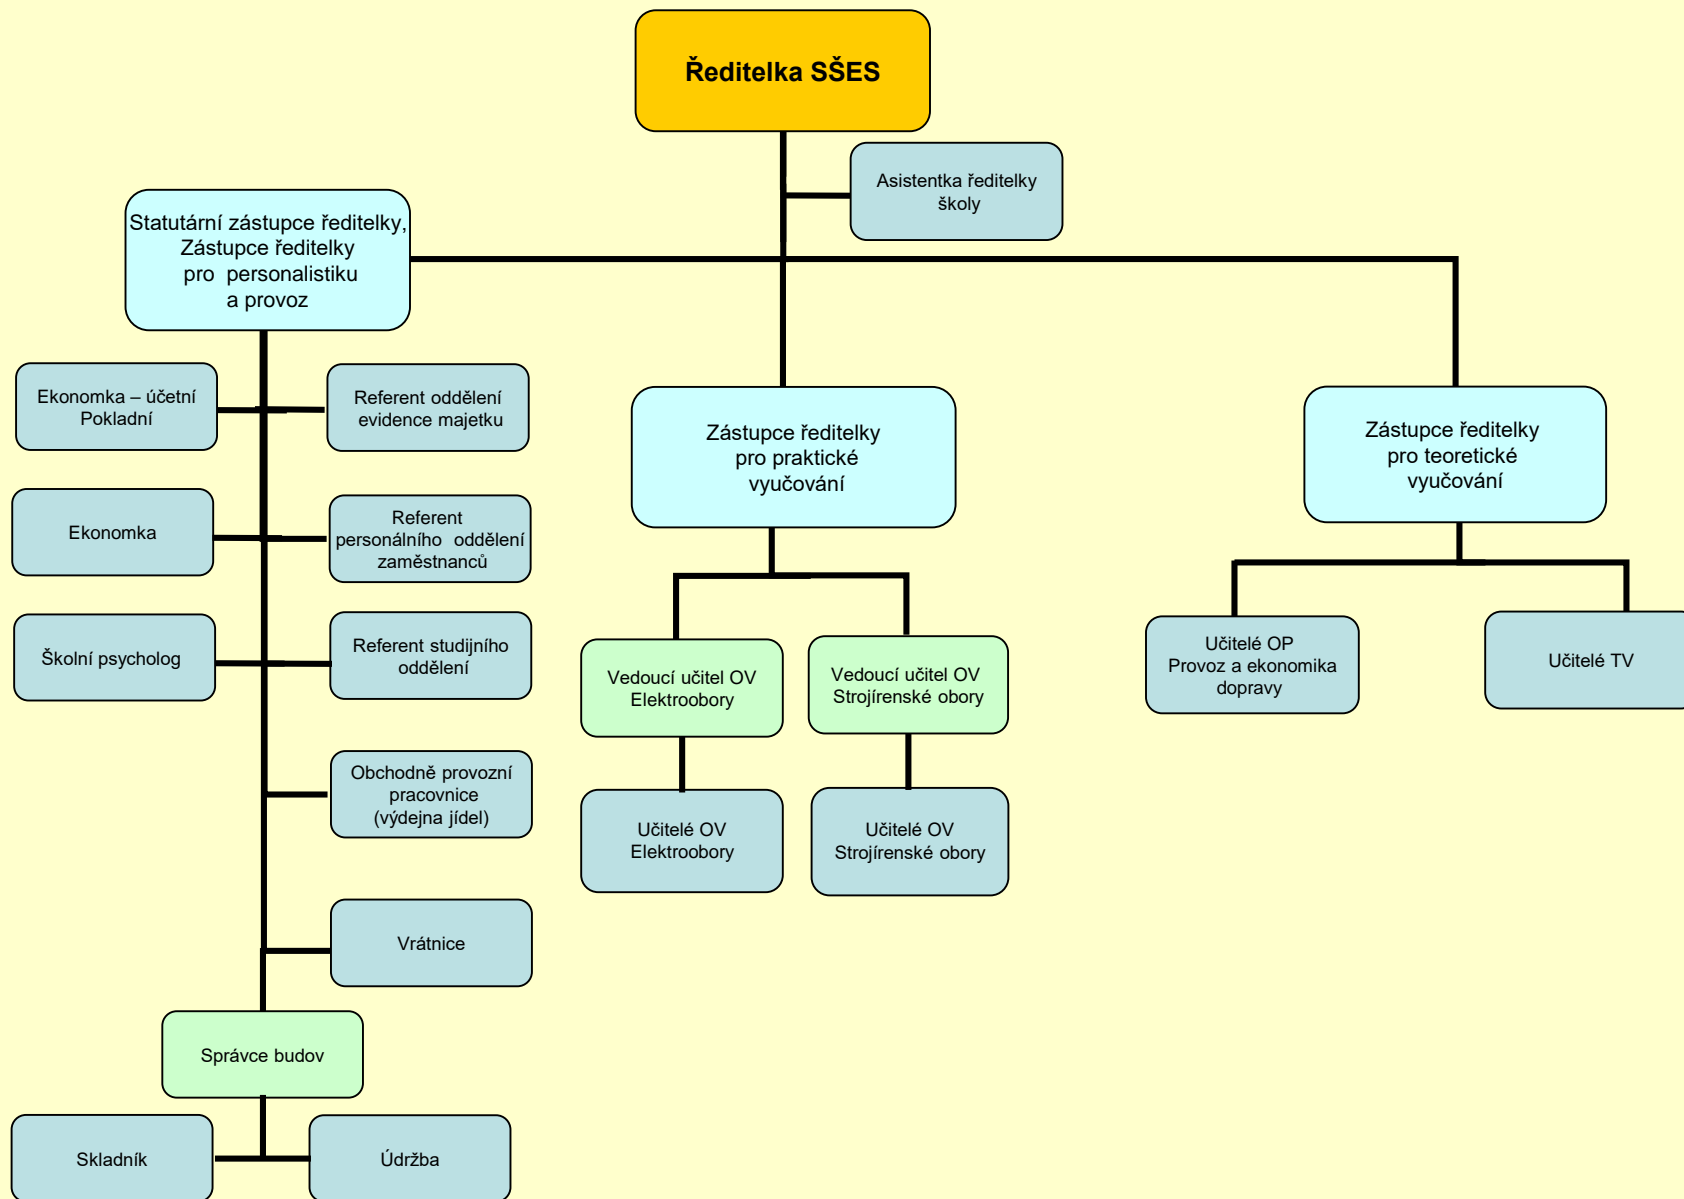 Ředitelka SŠES
Asistentka ředitelky
školy
Statutární zástupce ředitelky,
Zástupce ředitelky
pro personalistiku
a provoz
Ekonomka – účetní
Pokladní
Referent oddělení
evidence majetku
Zástupce ředitelky
pro praktické
vyučování
Zástupce ředitelky
pro teoretické
vyučování
Ekonomka
Referent
personálního oddělení
zaměstnanců
Školní psycholog
Referent studijního
oddělení
Vedoucí učitel OV
Elektroobory
Vedoucí učitel OV
Strojírenské obory
Učitelé OP
Provoz a ekonomika
dopravy
Učitelé TV
Obchodně provozní
pracovnice
(výdejna jídel)
Učitelé OV
Elektroobory
Učitelé OV
Strojírenské obory
Vrátnice
Správce budov
Skladník
Údržba